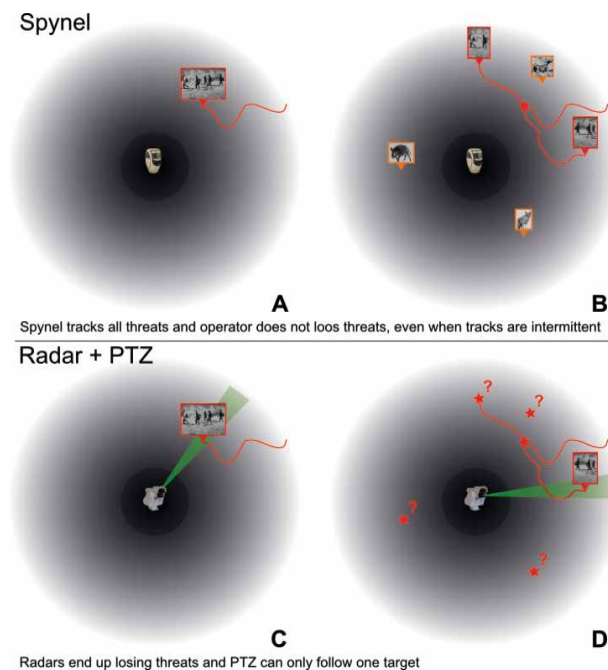 Spynel
A
B
Spynel tracks all threats and operator does not loos threats, even when tracks are intermittent
Radar + PTZ
?
?
?
?
C
D
Radars end up losing threats and PTZ can only follow one target